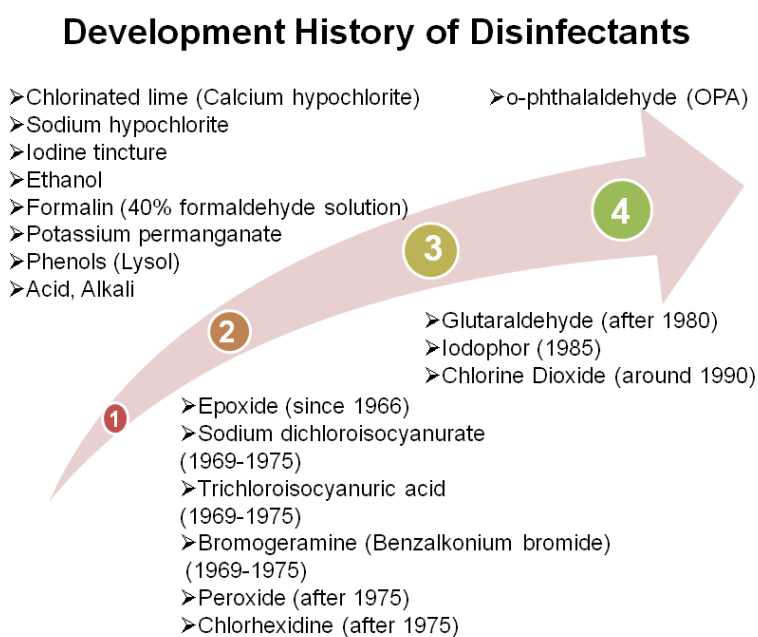 Development History of Disinfectants
➢Chlorinated lime (Calcium hypochlorite)
➢Sodium hypochlorite
➢Iodine tincture
➢Ethanol
➢Formalin (40% formaldehyde solution)
➢Potassium permanganate
➢Phenols (Lysol)
➢Acid, Alkali
➢o-phthalaldehyde (OPA)
4
3
2
1
➢Glutaraldehyde (after 1980)
➢Iodophor (1985)
➢Chlorine Dioxide (around 1990)
➢Epoxide (since 1966)
➢Sodium dichloroisocyanurate
(1969-1975)
➢Trichloroisocyanuric acid
(1969-1975)
➢Bromogeramine (Benzalkonium bromide)
(1969-1975)
➢Peroxide (after 1975)
➢Chlorhexidine (after 1975)